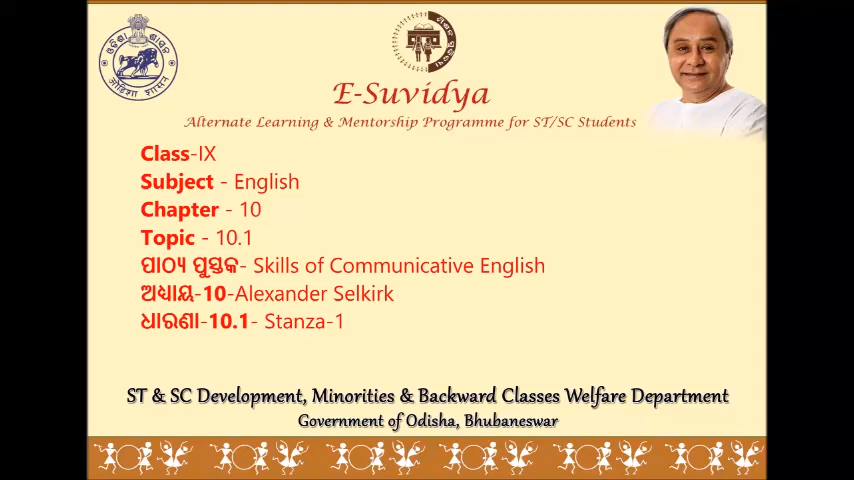 E-Suvidya
Alternate Learning & Mentorship Programme for ST/SC Students
Class-IX
Subject - English
Chapter - 10
Topic - 10.1
ପାଠ୍ୟ ପୁସ୍ତକ- Skills of Communicative English
ଅଧ୍ୟାୟ-10-Alexander Selkirk
ଧାରଣା-10.1- Stanza-1
ST & SC Development, Minorities & Backward Classes Welfare Department
Government of Odisha, Bhubaneswar